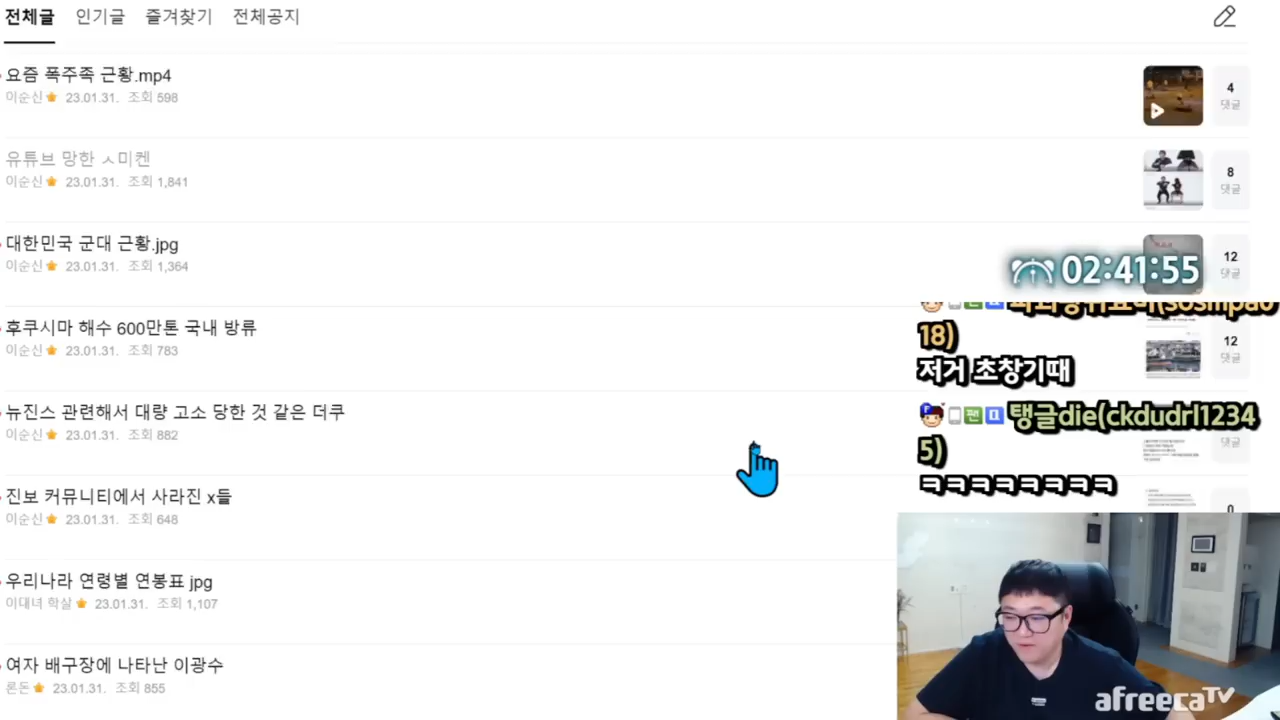 전체글 인기글 즐겨찾기 전체공지
요즘 폭주족 근황.mp4
이순신 23.01.31. 조회 598
4
댓글
유튜브 망한 ㅅ미켄
이순신 23.01.31. 조회 1,841
8
댓글
대한민국 군대 근황.jpg
이순신 23.01.31. 조회 1,364
12
댓글
02:41:55
후쿠시마 해수 600만톤 국내 방류
이순신 23.01.31. 조회 783
12
댓글
18)
저거 초창기때
뉴진스 관련해서 대량 고소 당한 것 같은 더쿠
이순신 23.01.31. 조회 882
댓글
팬
탱글die(ckdudrl1234
5)
ㅋㅋㅋㅋㅋㅋㅋㅋ
진보 커뮤니티에서 사라진 x들
이순신 23.01.31. 조회 648
우리나라 연령별 연봉표 jpg
이대녀 학살 23.01.31. 조회 1,107
여자 배구장에 나타난 이광수
론돈 23.01.31. 조회 855
afreecaTV